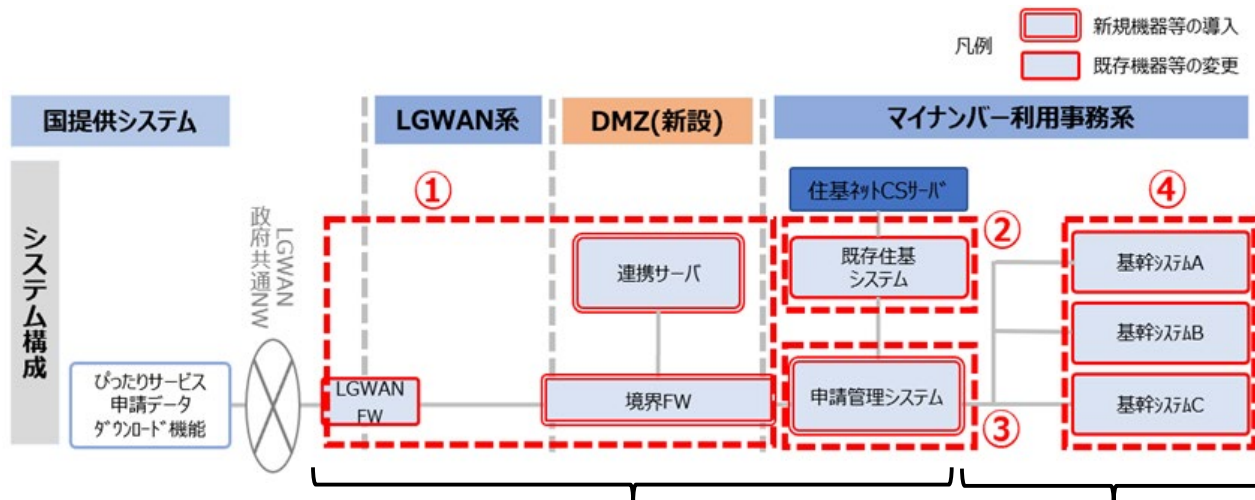 凡例
新規機器等の導入
既存機器等の変更
国提供システム
LGWAN系
DMZ(新設)
マイナンバー利用事務系
システム構成
①
住基ネットCSサーバ
②
④
LGWAN
政府共通NW
連携サーバ
既存住基
システム
基幹システムA
基幹システムB
ぴったりサービス
申請データ
ダウンロード機能
LGWAN
FW
境界FW
申請管理システム
基幹システムC
③